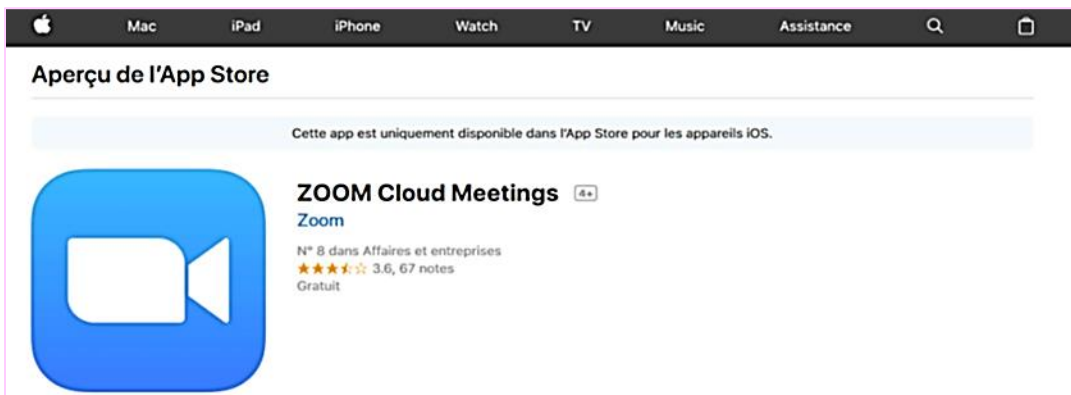 Mac iPad iPhone Watch TV Music Assistance
Aperçu de l'App Store
Cette app est uniquement disponible dans l'App Store pour les appareils iOS.
ZOOM Cloud Meetings 4+
Zoom
N° 8 dans Affaires et entreprises
★★★★☆ 3.6, 67 notes
Gratuit